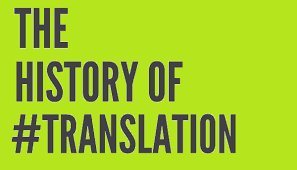 THE
HISTORY OF
#TRANSLATION